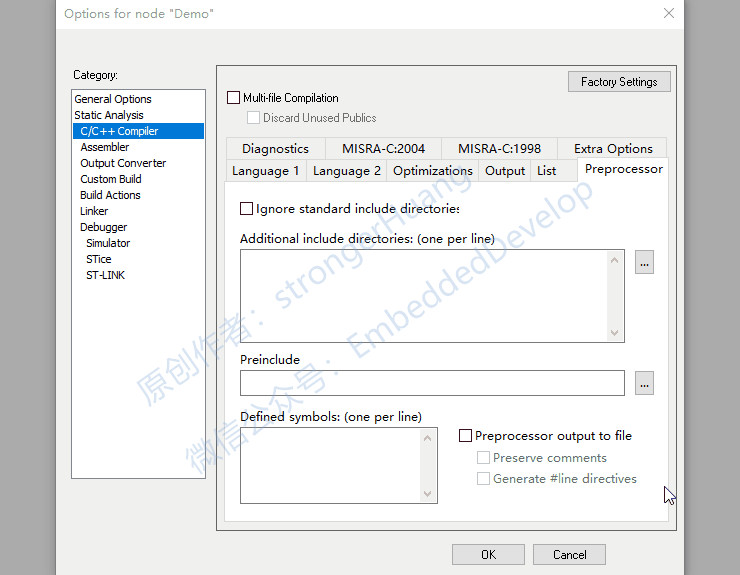 Options for node "Demo"
Category:
General Options
Static Analysis
C/C++ Compiler
Assembler
Output Converter
Custom Build
Build Actions
Linker
Debugger
Simulator
STice
ST-LINK
Factory Settings
Multi-file Compilation
Discard Unused Publics
Diagnostics MISRA-C:2004 MISRA-C:1998 Extra Options
Language 1 Language 2 Optimizations Output List Preprocessor
Ignore standard include directories
Additional include directories: (one per line)
...
Preinclude
...
Defined symbols: (one per line)
Preprocessor output to file
Preserve comments
Generate #line directives
OK Cancel
原创作者：strongerHuang
微信公众号：EmbeddedDevelop